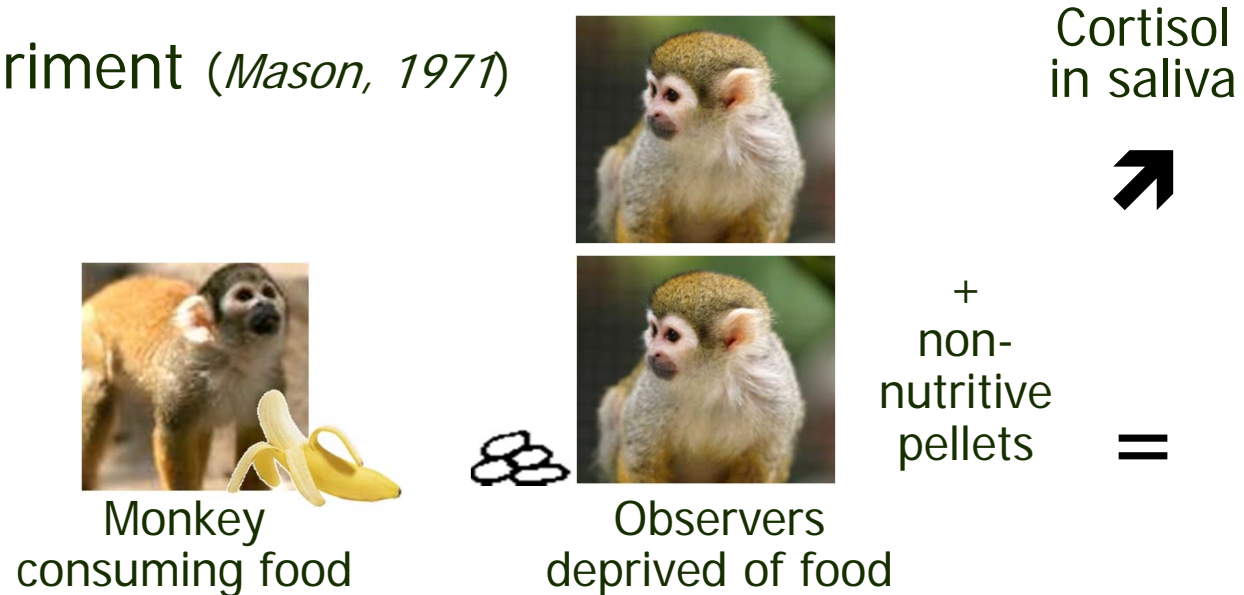 riment (Mason, 1971)
Cortisol
in saliva
+
non-
nutritive
pellets
=
Monkey
consuming food
Observers
deprived of food